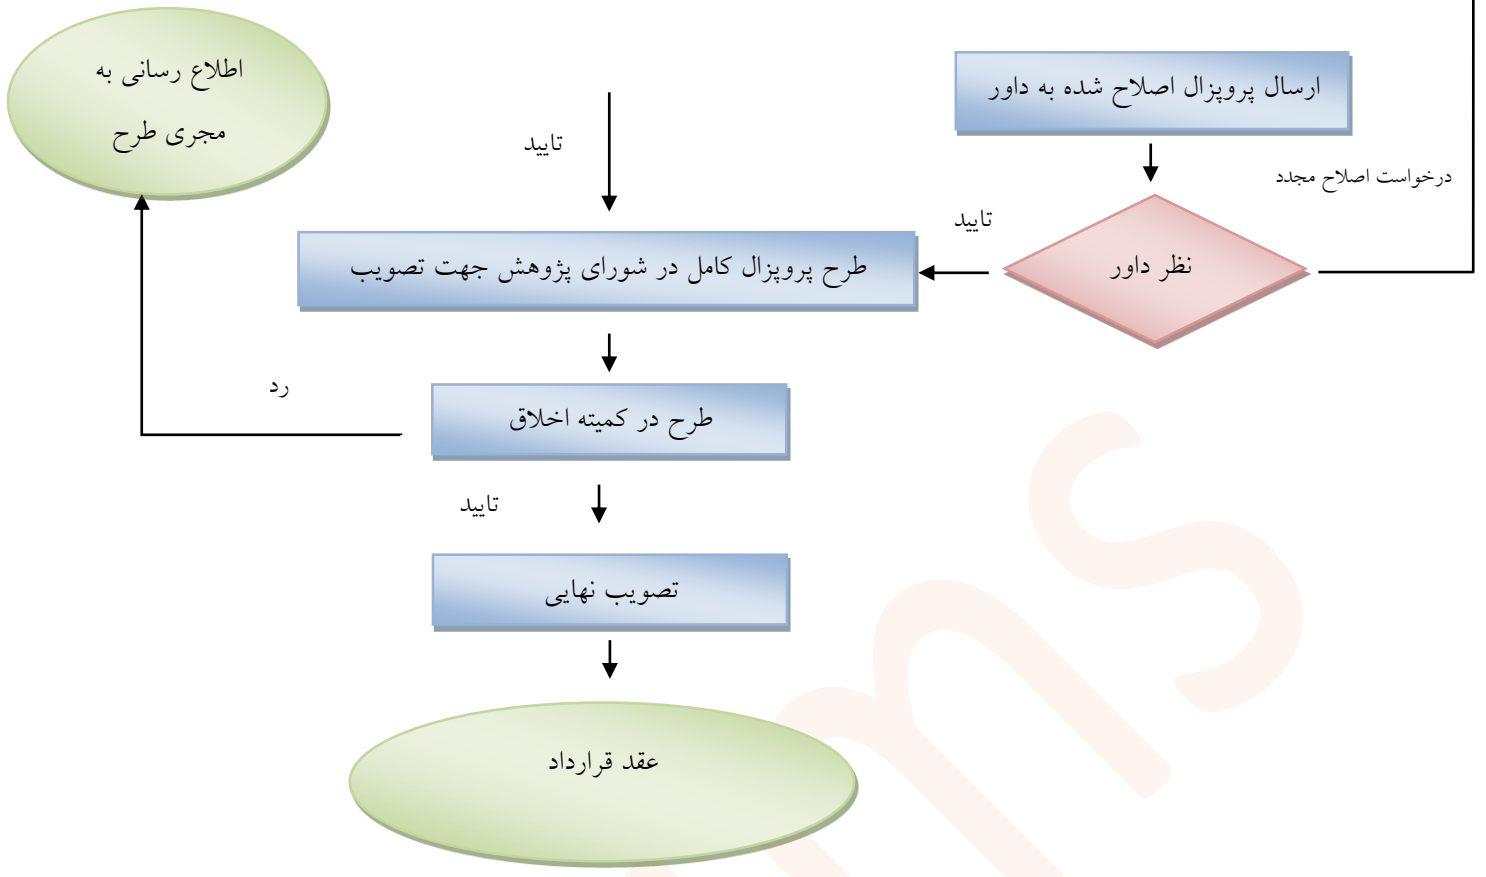 اطلاع رسانی به
مجری طرح
ارسال پروپزال اصلاح شده به داور
تایید
درخواست اصلاح مجدد
تایید
نظر داور
طرح پروپزال کامل در شورای پژوهش جهت تصویب
رد
طرح در کمیته اخلاق
تایید
تصویب نهایی
عقد قرارداد
ms